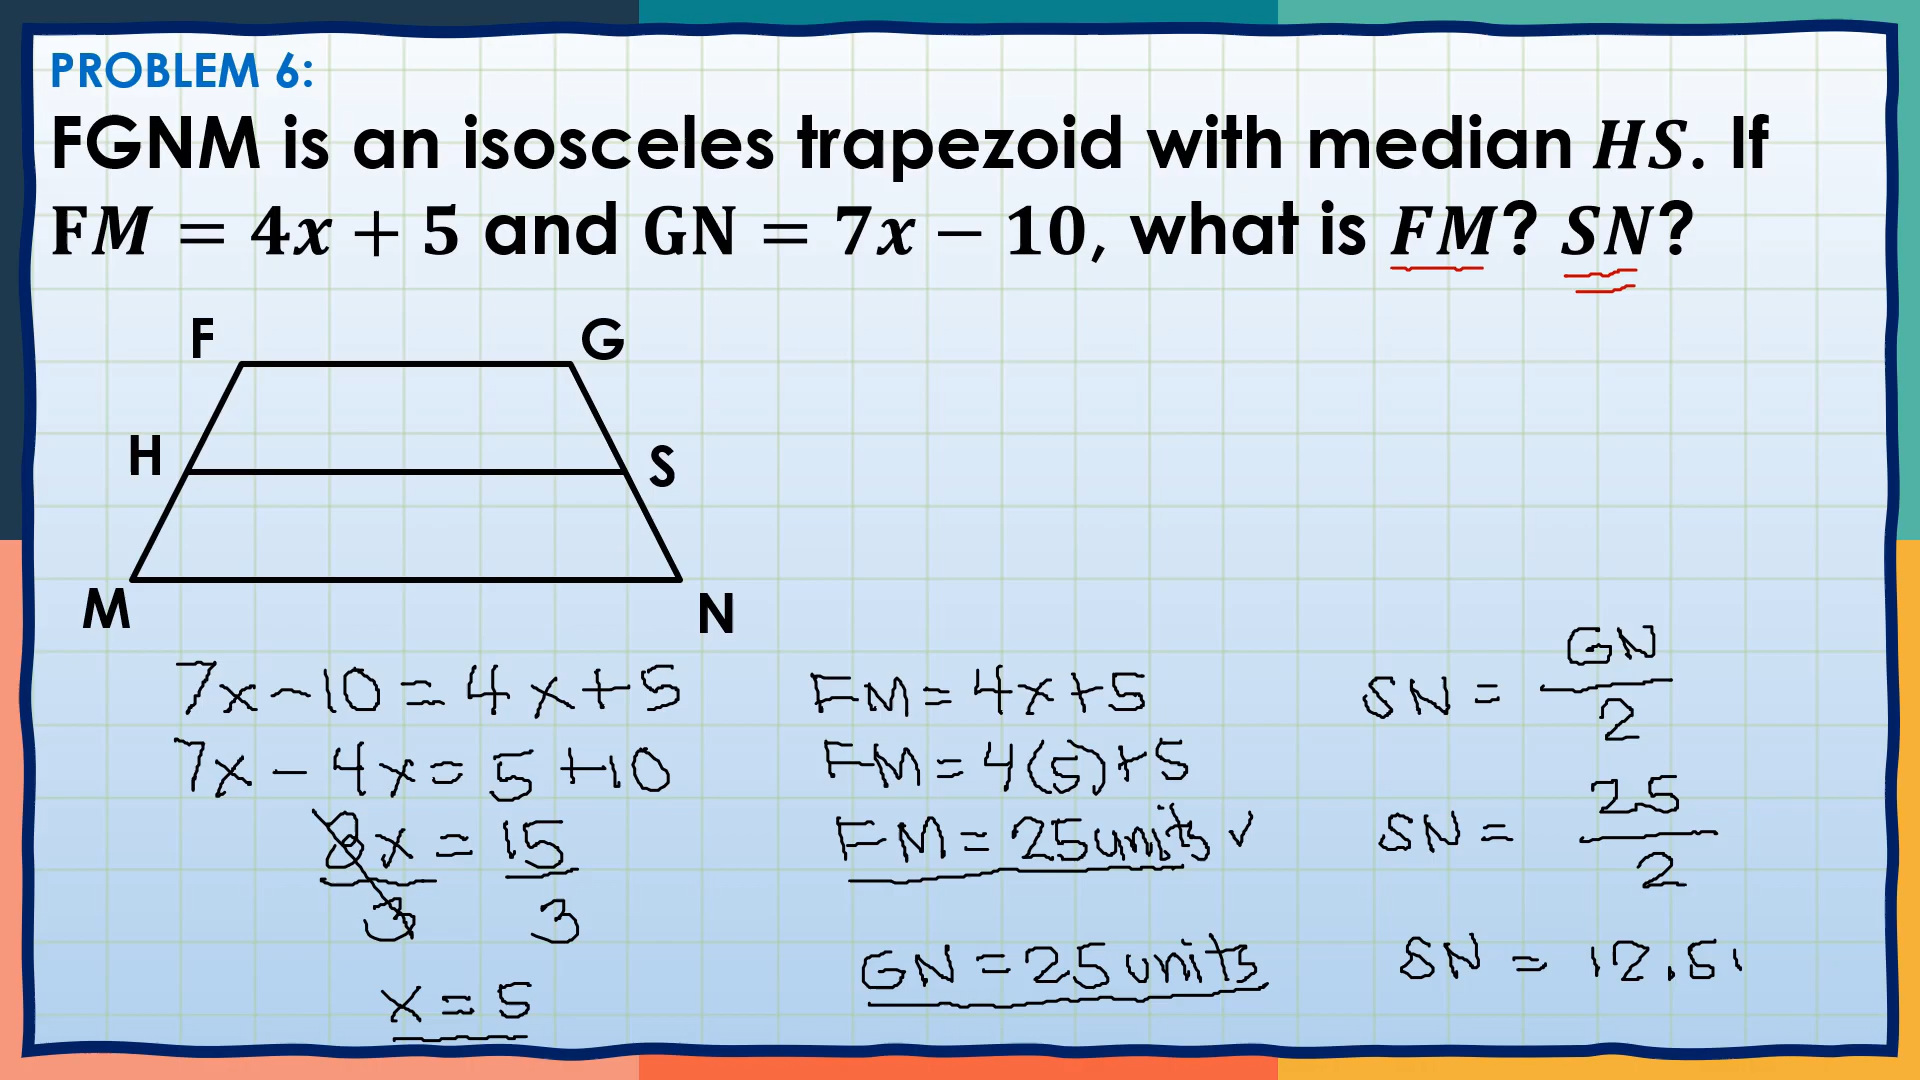 PROBLEM 6:
FGNM is an isosceles trapezoid with median HS. If
FM = 4x + 5 and GN = 7x − 10, what is FM? SN?
F
G
H
S
M
N
7x − 10 = 4x + 5
7x − 4x = 5 + 10
3x = 15
3 3
x = 5
FM = 4x + 5
FM = 4(5) + 5
FM = 25 units ✓
GN = 25 units
SN = GN
2
SN = 25
2
SN = 12.5